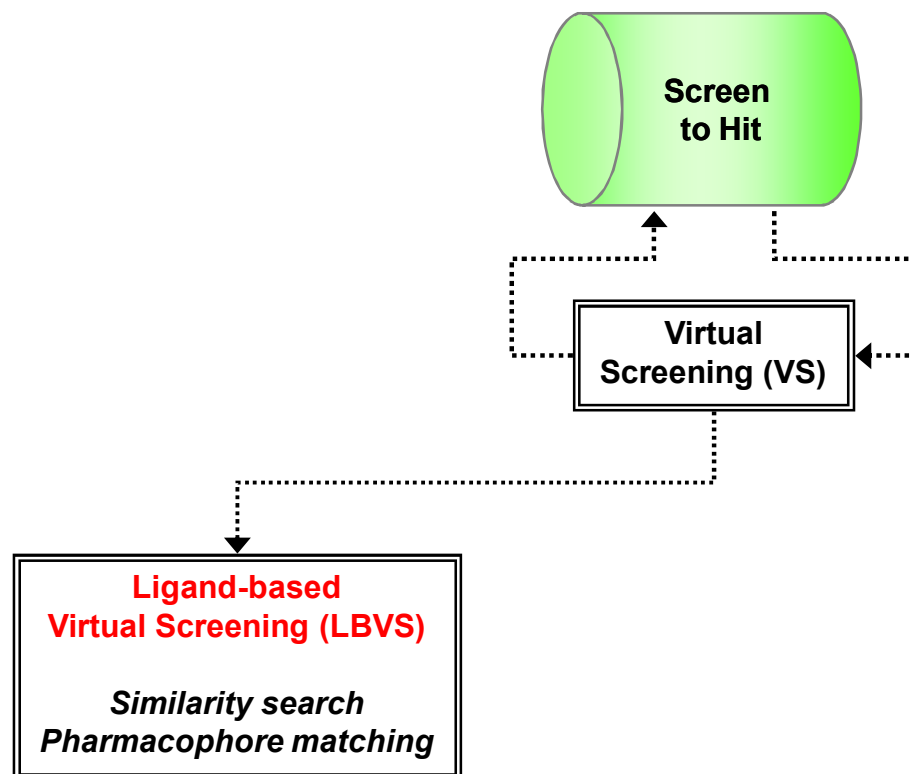 Screen
to Hit
Virtual
Screening (VS)
Ligand-based
Virtual Screening (LBVS)
Similarity search
Pharmacophore matching